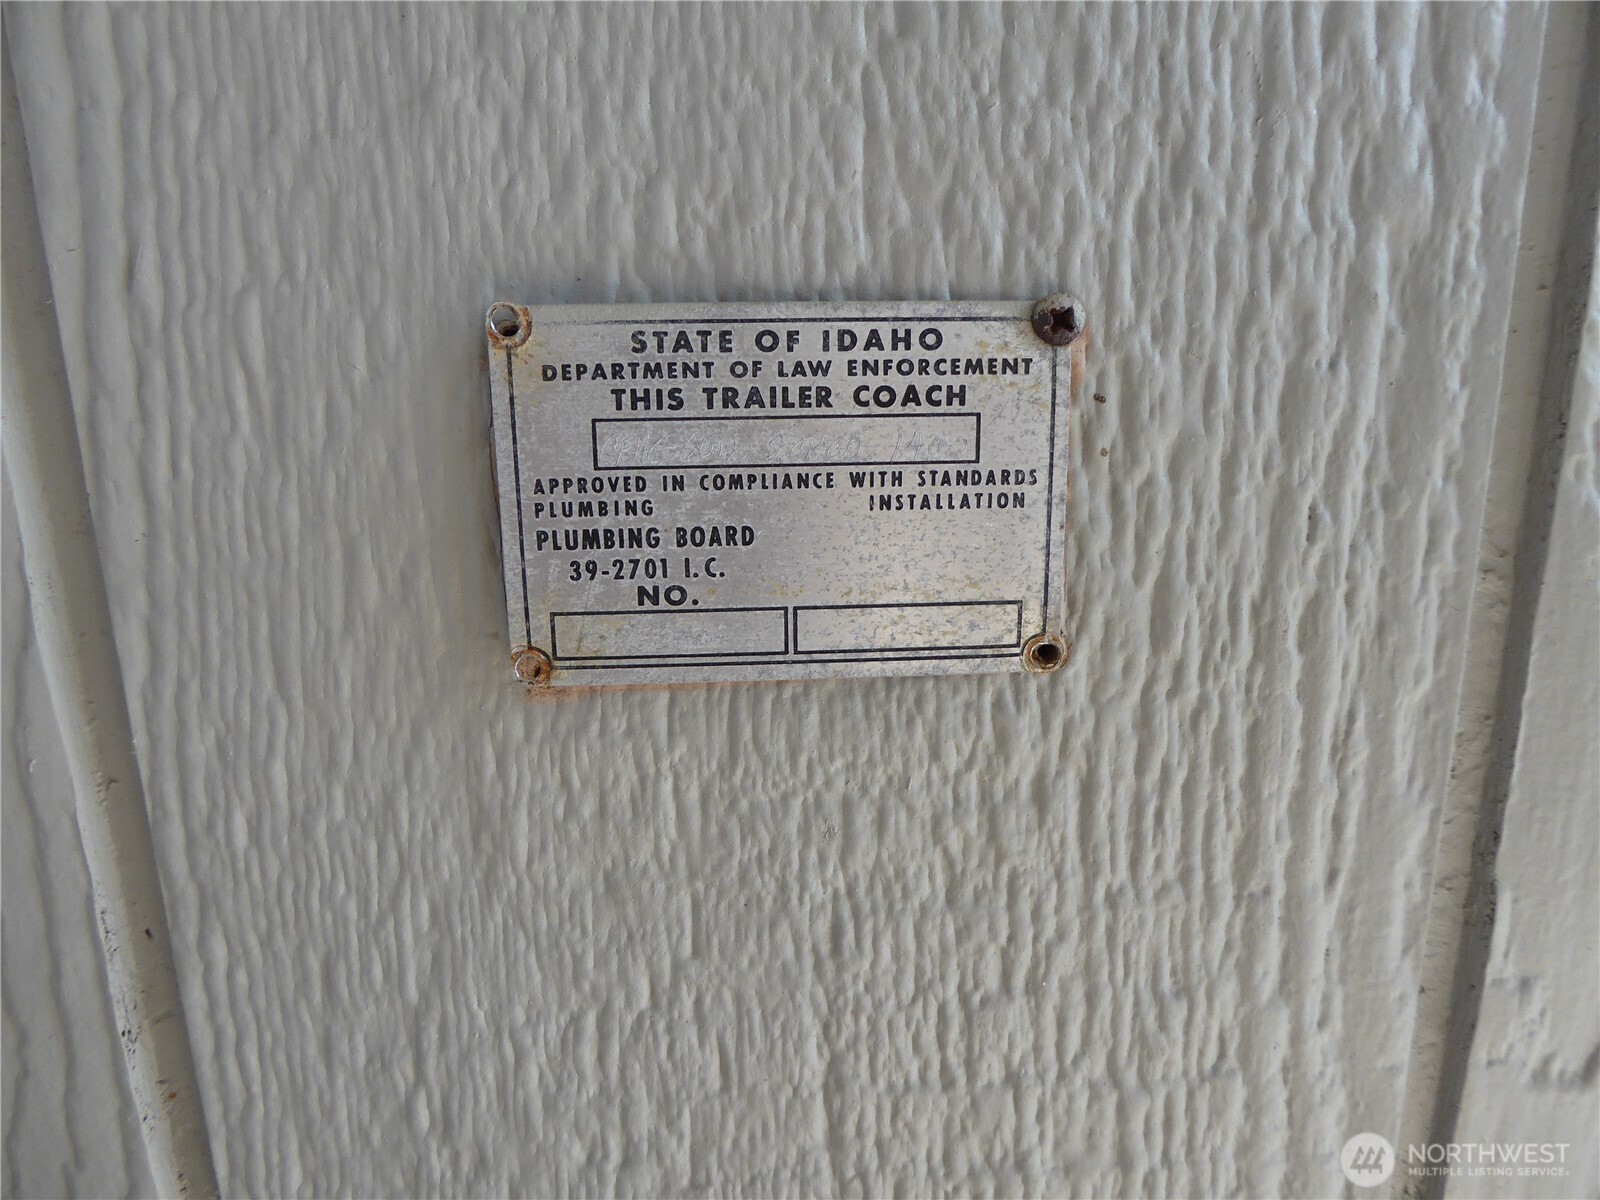 STATE OF IDAHO
DEPARTMENT OF LAW ENFORCEMENT
THIS TRAILER COACH
APPROVED IN COMPLIANCE WITH STANDARDS
PLUMBING INSTALLATION
PLUMBING BOARD
39-2701 I.C.
NO.
NORTHWEST
MULTIPLE LISTING SERVICE.